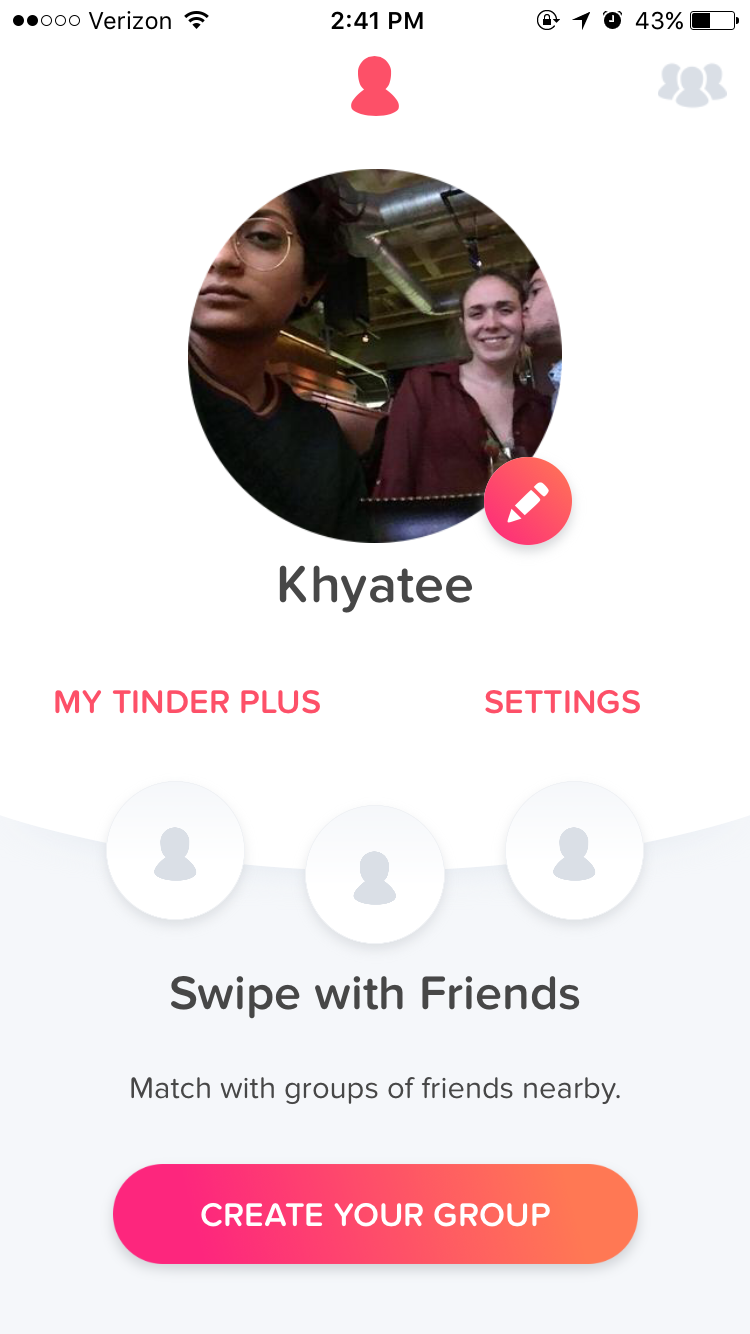 Verizon 2:41 PM 43%
Khyatee
MY TINDER PLUS SETTINGS
Swipe with Friends
Match with groups of friends nearby.
CREATE YOUR GROUP